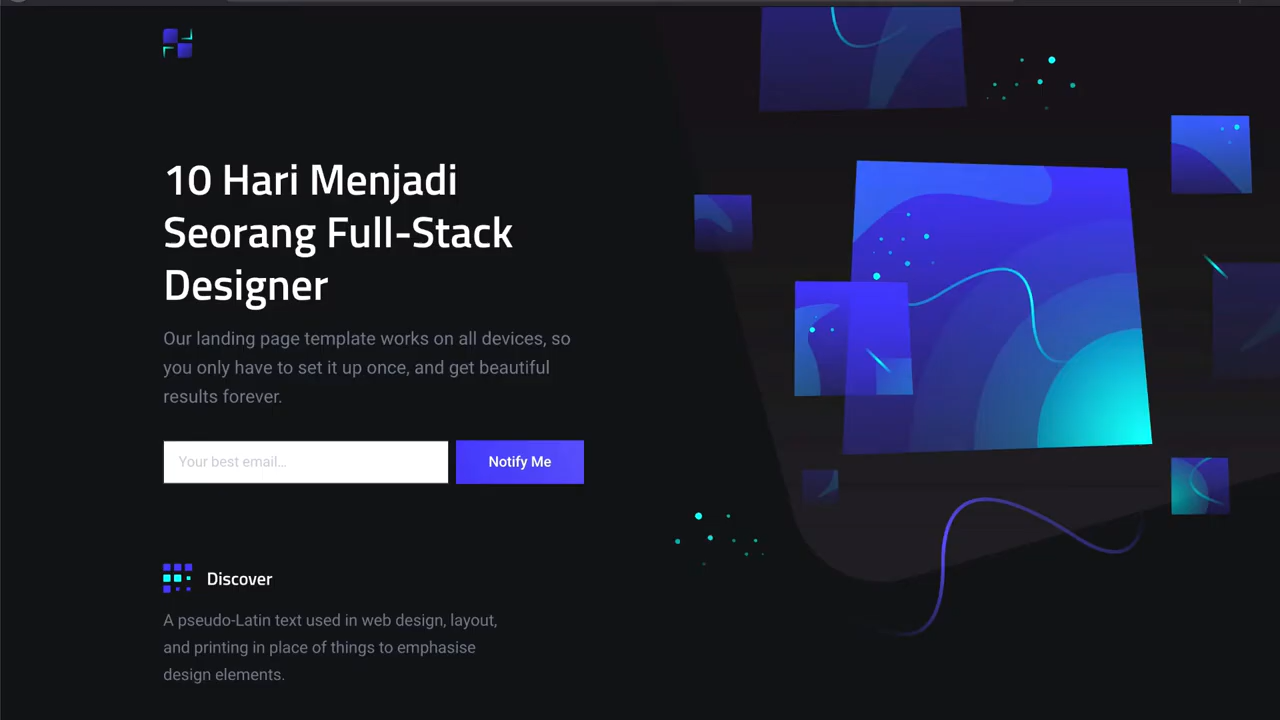 10 Hari Menjadi
Seorang Full-Stack
Designer
Our landing page template works on all devices, so
you only have to set it up once, and get beautiful
results forever.
Your best email...
Notify Me
Discover
A pseudo-Latin text used in web design, layout,
and printing in place of things to emphasise
design elements.